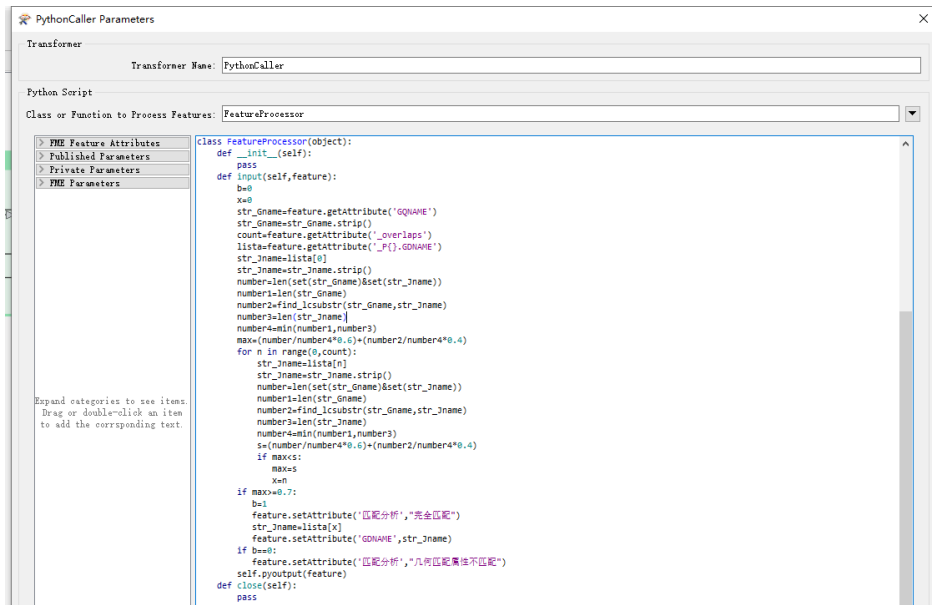 PythonCaller Parameters
Transformer
Transformer Name: PythonCaller
Python Script
Class or Function to Process Features: FeatureProcessor
> FME Feature Attributes
> Published Parameters
> Private Parameters
> FME Parameters
Expand categories to see items.
Drag or double-click an item
to add the corrsponding text.
class FeatureProcessor(object):
    def __init__(self):
        pass
    def input(self,feature):
        b=0
        x=0
        str_Gname=feature.getAttribute('GQNAME')
        str_Gname=str_Gname.strip()
        count=feature.getAttribute('_overlaps')
        lista=feature.getAttribute('_P{}.GDNAME')
        str_Jname=lista[0]
        str_Jname=str_Jname.strip()
        number=len(set(str_Gname)&set(str_Jname))
        number1=len(str_Gname)
        number2=find_lcsubstr(str_Gname,str_Jname)
        number3=len(str_Jname)
        number4=min(number1,number3)
        max=(number/number4*0.6)+(number2/number4*0.4)
        for n in range(0,count):
            str_Jname=lista[n]
            str_Jname=str_Jname.strip()
            number=len(set(str_Gname)&set(str_Jname))
            number1=len(str_Gname)
            number2=find_lcsubstr(str_Gname,str_Jname)
            number3=len(str_Jname)
            number4=min(number1,number3)
            s=(number/number4*0.6)+(number2/number4*0.4)
            if max<s:
                max=s
                x=n
        if max>=0.7:
            b=1
            feature.setAttribute('匹配分析',"完全匹配")
            str_Jname=lista[x]
            feature.setAttribute('GDNAME',str_Jname)
        if b==0:
            feature.setAttribute('匹配分析',"几何匹配属性不匹配")
        self.pyoutput(feature)
    def close(self):
        pass